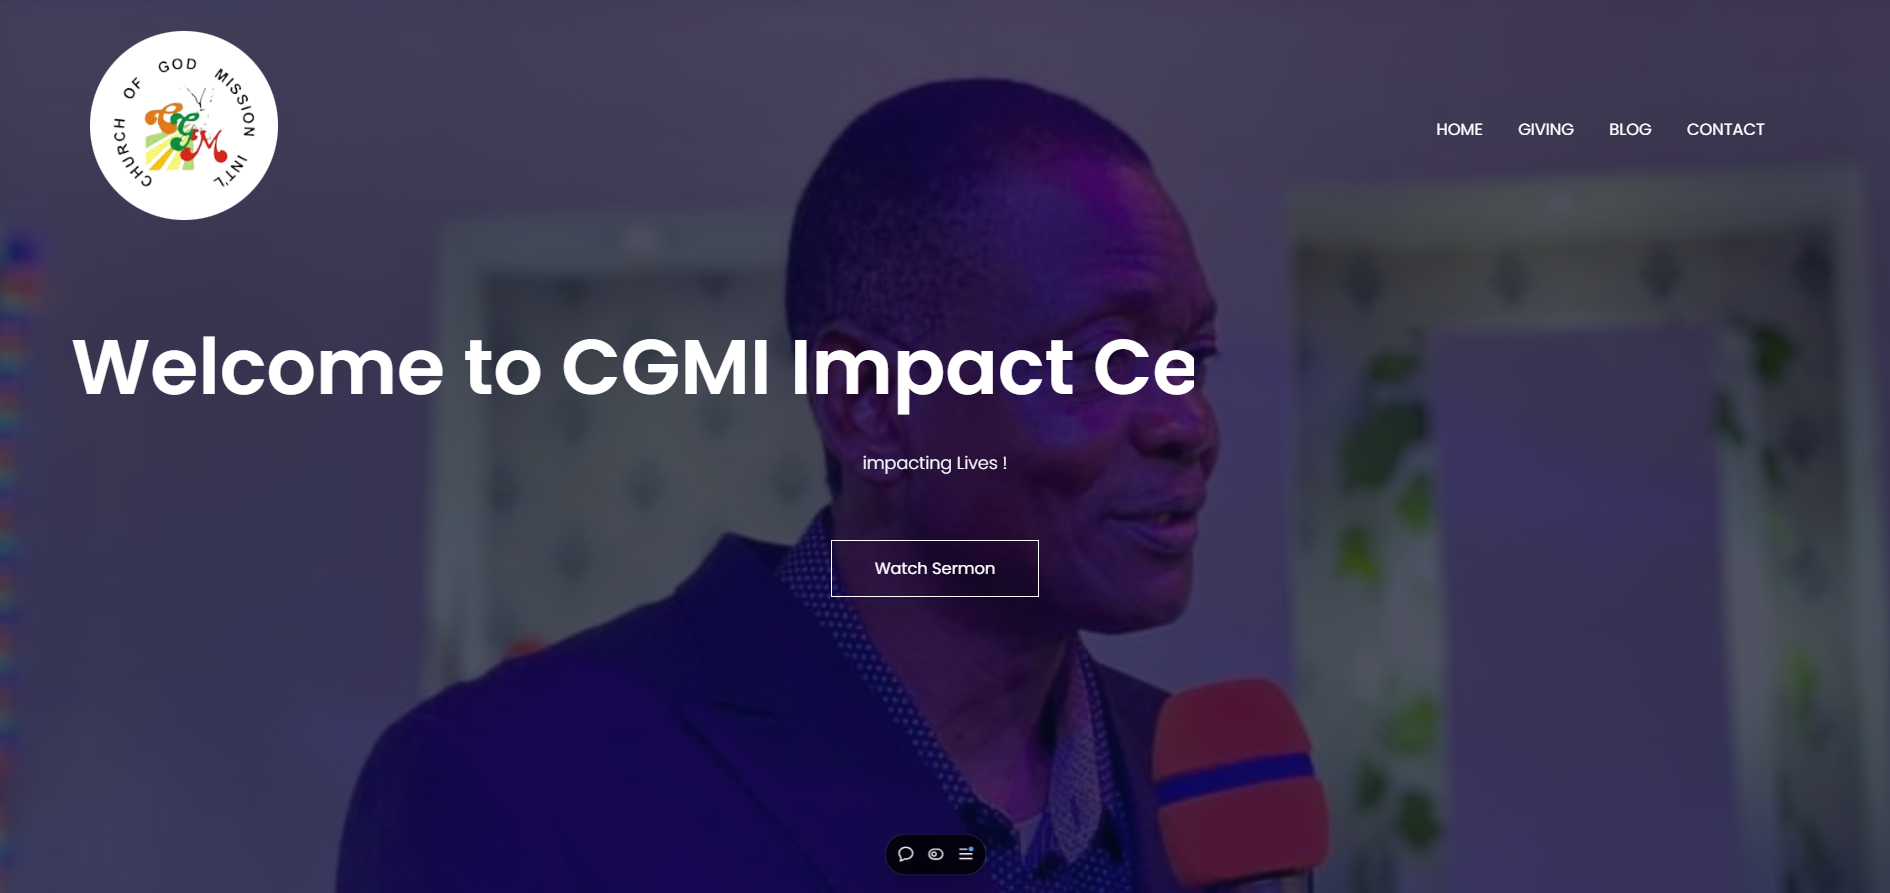 CHURCH OF GOD MISSION INT'L
CGM
HOME GIVING BLOG CONTACT
Welcome to CGMI Impact Ce
impacting Lives !
Watch Sermon